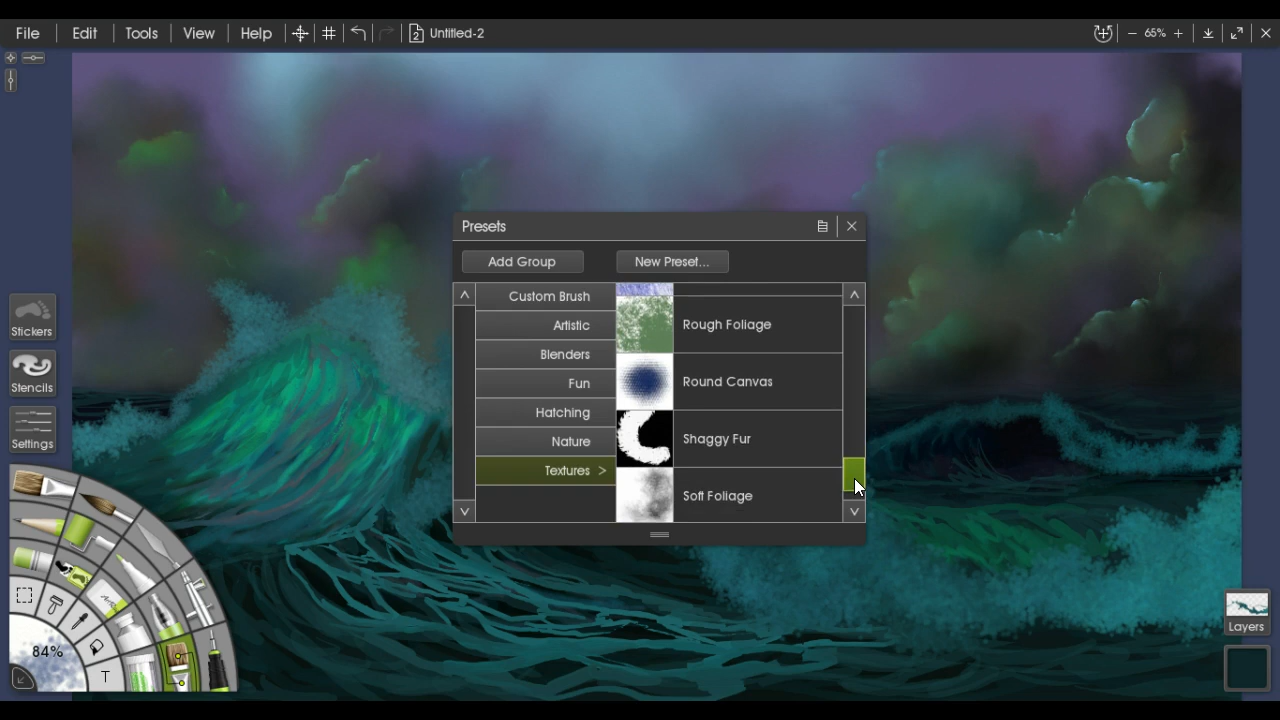 File Edit Tools View Help 2 Untitled-2 65%
Presets
Add Group New Preset...
Custom Brush
Artistic
Blenders
Fun
Hatching
Nature
Textures >
Rough Foliage
Round Canvas
Shaggy Fur
Soft Foliage
Stickers
Stencils
Settings
84%
T
Layers